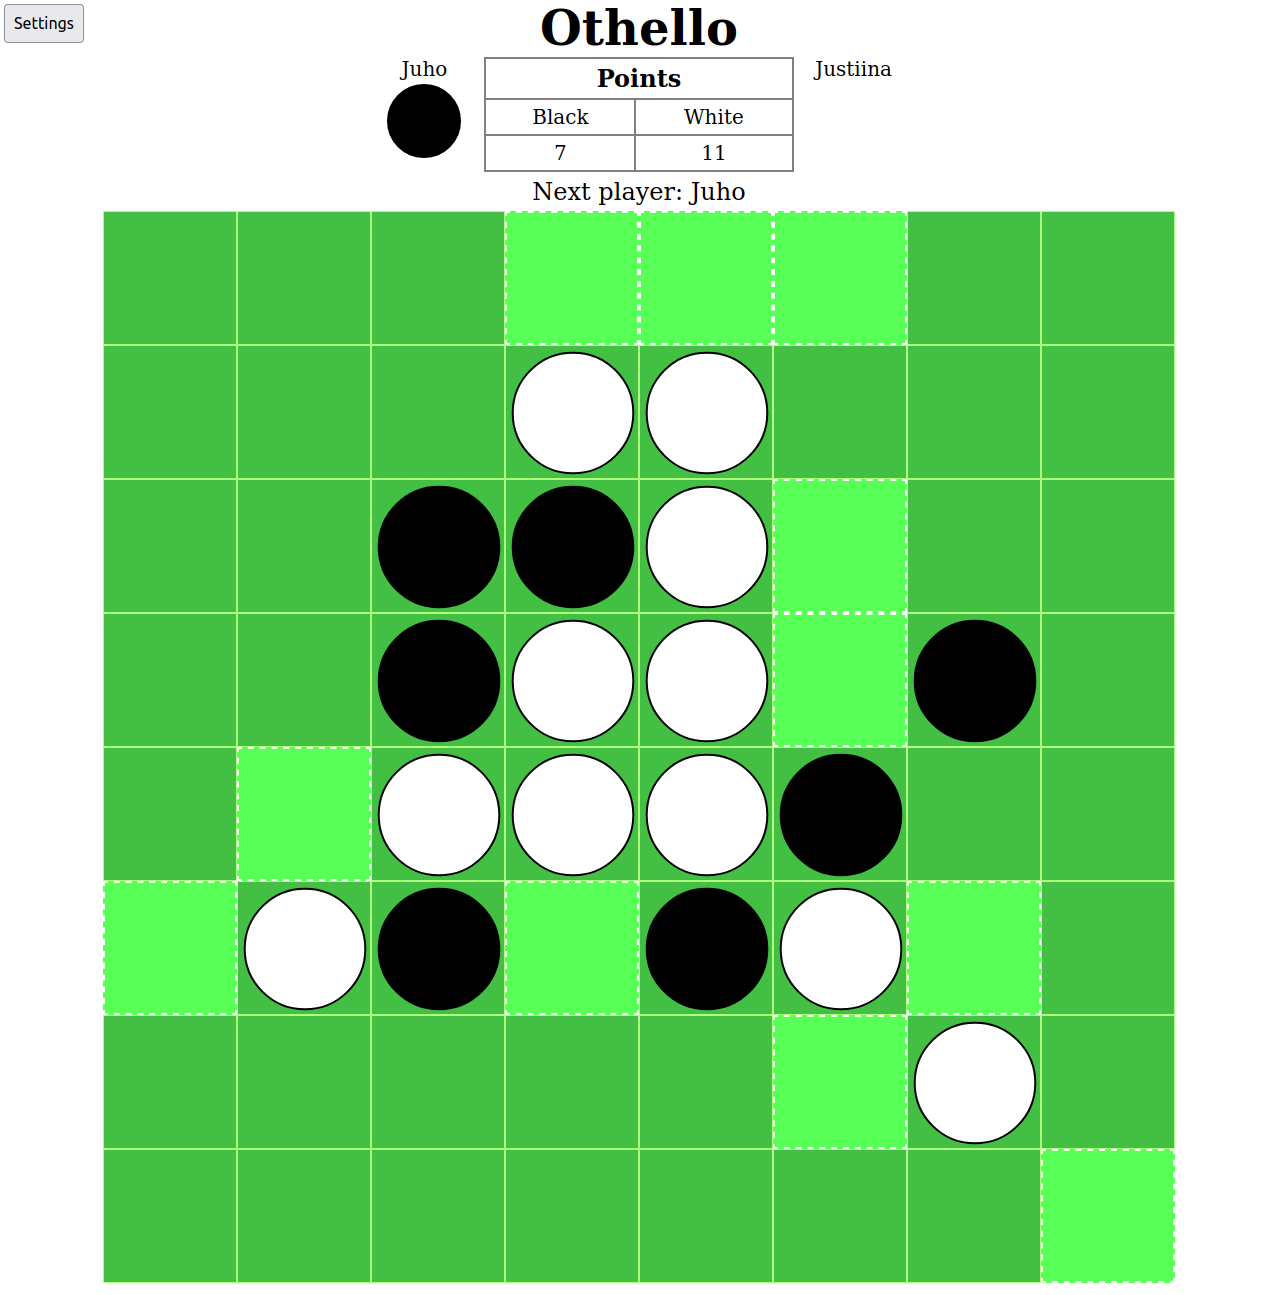 Settings
Othello
Juho
Points
Justiina
Black White
7 11
Next player: Juho